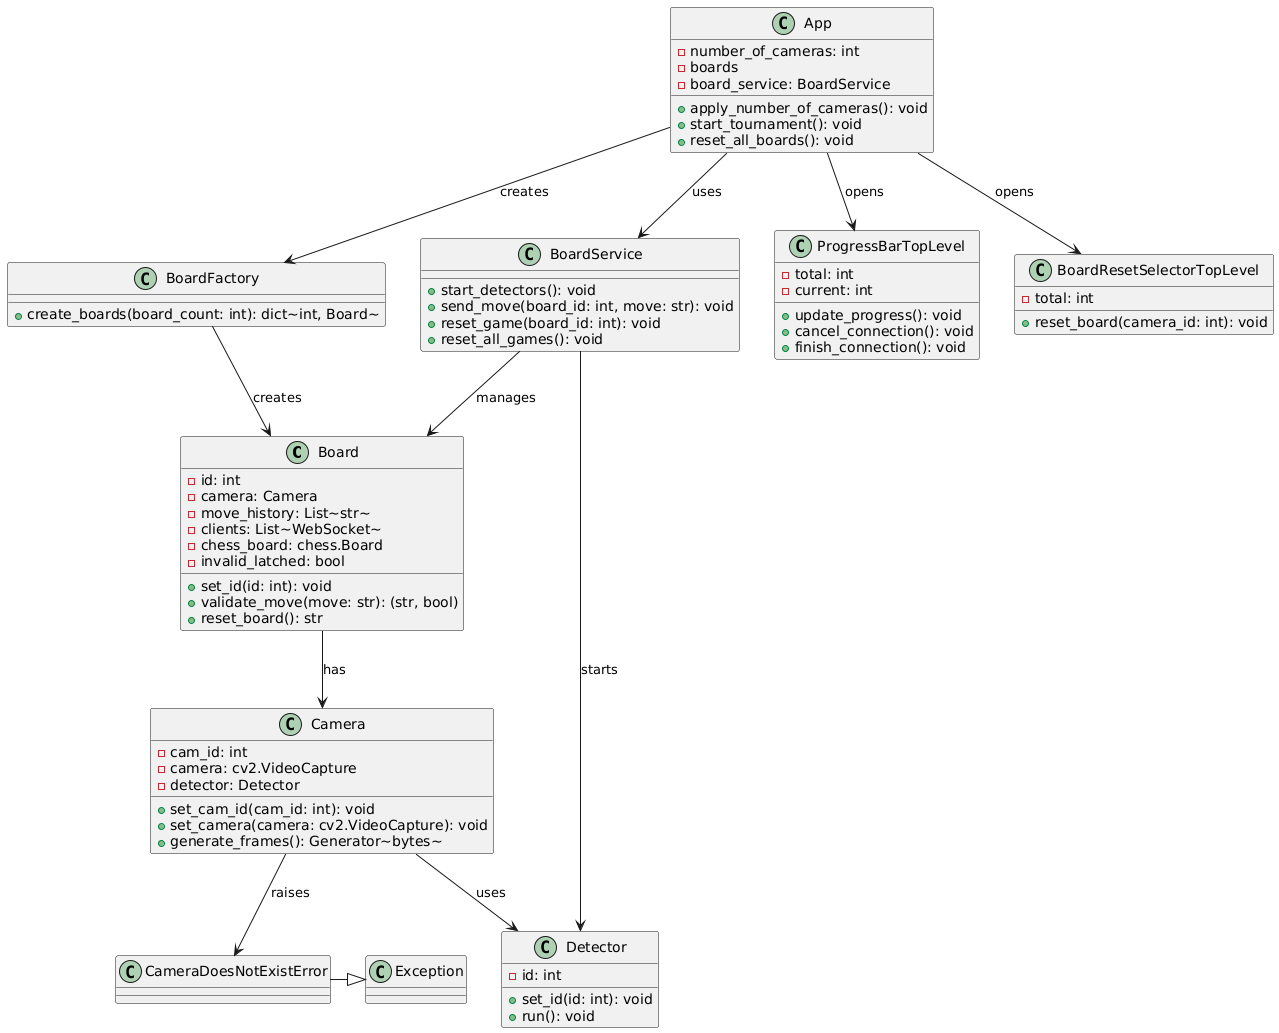 C App
number_of_cameras: int
boards
board_service: BoardService
apply_number_of_cameras(): void
start_tournament(): void
reset_all_boards(): void
creates
uses
opens
opens
C BoardFactory
create_boards(board_count: int): dict~int, Board~
C BoardService
start_detectors(): void
send_move(board_id: int, move: str): void
reset_game(board_id: int): void
reset_all_games(): void
C ProgressBarTopLevel
total: int
current: int
update_progress(): void
cancel_connection(): void
finish_connection(): void
C BoardResetSelectorTopLevel
total: int
reset_board(camera_id: int): void
creates
manages
C Board
id: int
camera: Camera
move_history: List~str~
clients: List~WebSocket~
chess_board: chess.Board
invalid_latched: bool
set_id(id: int): void
validate_move(move: str): (str, bool)
reset_board(): str
has
starts
C Camera
cam_id: int
camera: cv2.VideoCapture
detector: Detector
set_cam_id(cam_id: int): void
set_camera(camera: cv2.VideoCapture): void
generate_frames(): Generator~bytes~
raises
uses
C CameraDoesNotExistError
C Exception
C Detector
id: int
set_id(id: int): void
run(): void